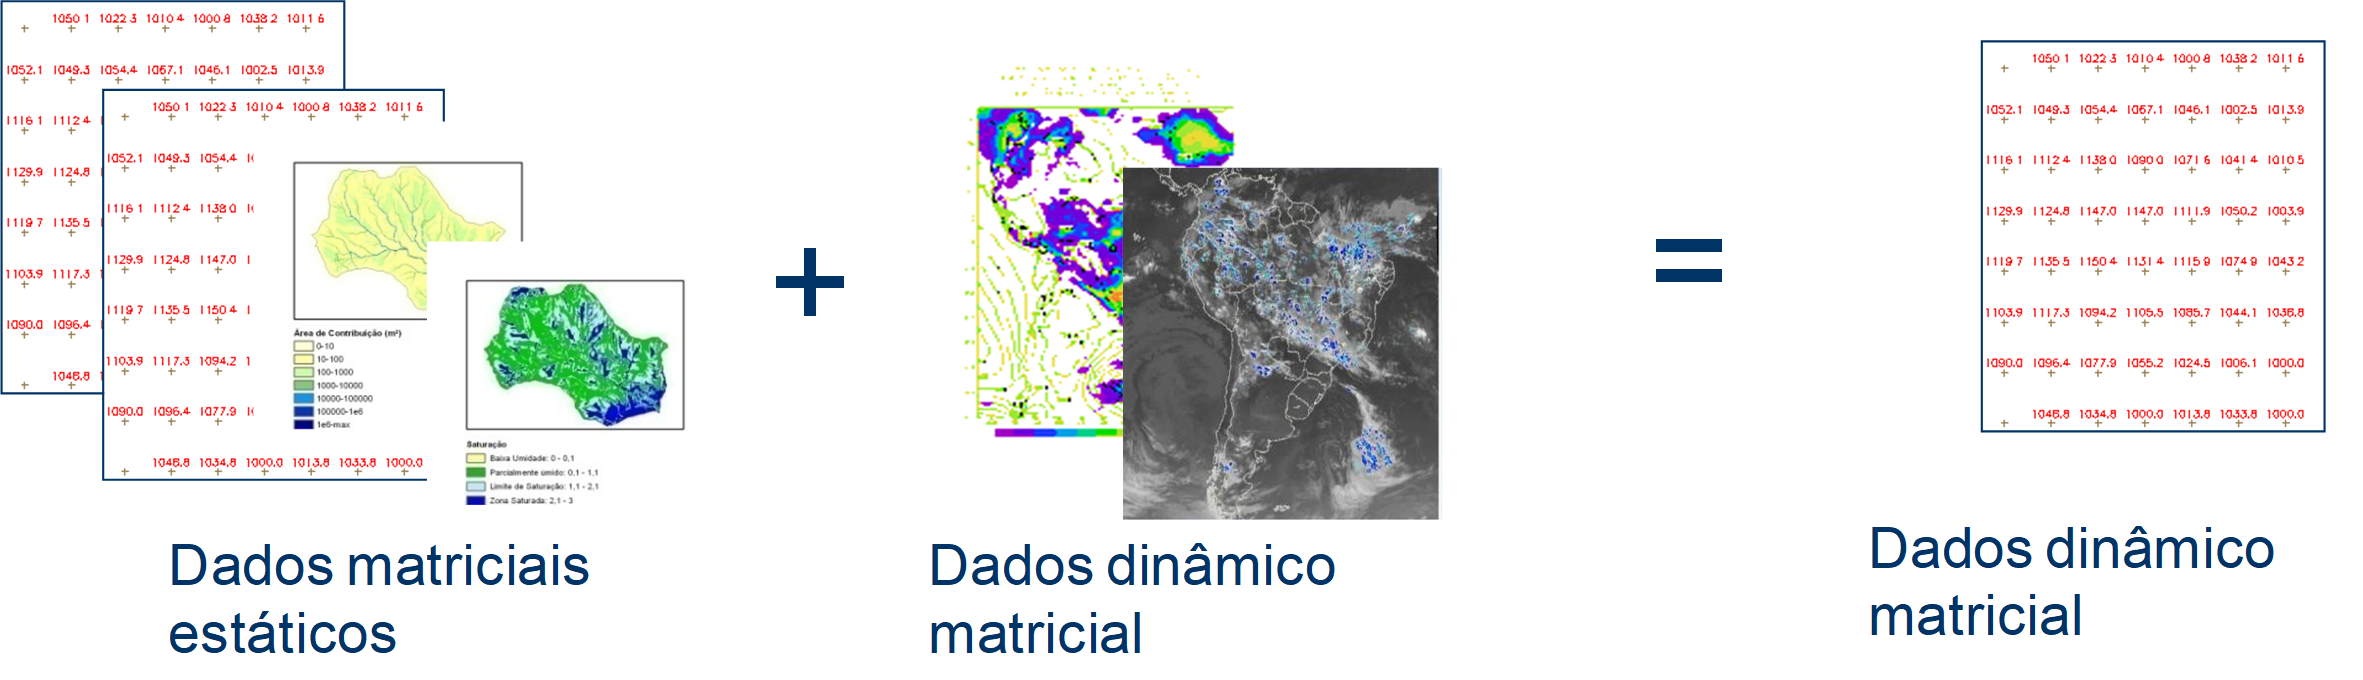 1050.1 1022.3 1010.4 1000.8 1038.2 1011.6
1052.1 1049.3 1054.4 1067.1 1046.1 1002.5 1013.9
1116.1 1112.4
1129.9 1124.8
1119.7 1135.5
1103.9 1117.3
1090.0 1096.4
1048.8
1050.1 1022.3 1010.4 1000.8 1038.2 1011.6
1052.1 1049.3 1054.4
1116.1 1112.4 1138.0
1129.9 1124.8 1147.0
1119.7 1135.5 1150.4
1103.9 1117.3 1094.2
1090.0 1096.4 1077.9
1048.8 1034.8 1000.0 1013.8 1033.8 1000.0
Área de Contribuição (m²)
0-10
10-100
100-1000
1000-10000
10000-100000
100000-1e6
1e6-max
Saturação
Baixa Umidade: 0 - 0,1
Parcialmente úmido: 0,1 - 1,1
Limite de Saturação: 1,1 - 2,1
Zona Saturada: 2,1 - 3
Dados matriciais
estáticos
+
Dados dinâmico
matricial
=
1050.1 1022.3 1010.4 1000.8 1038.2 1011.6
1052.1 1049.3 1054.4 1067.1 1046.1 1002.5 1013.9
1116.1 1112.4 1138.0 1090.0 1071.6 1041.4 1010.5
1129.9 1124.8 1147.0 1147.0 1111.9 1050.2 1003.9
1119.7 1135.5 1150.4 1131.4 1115.9 1074.9 1043.2
1103.9 1117.3 1094.2 1105.5 1085.7 1044.1 1036.8
1090.0 1096.4 1077.9 1055.2 1024.5 1006.1 1000.0
1048.8 1034.8 1000.0 1013.8 1033.8 1000.0
Dados dinâmico
matricial